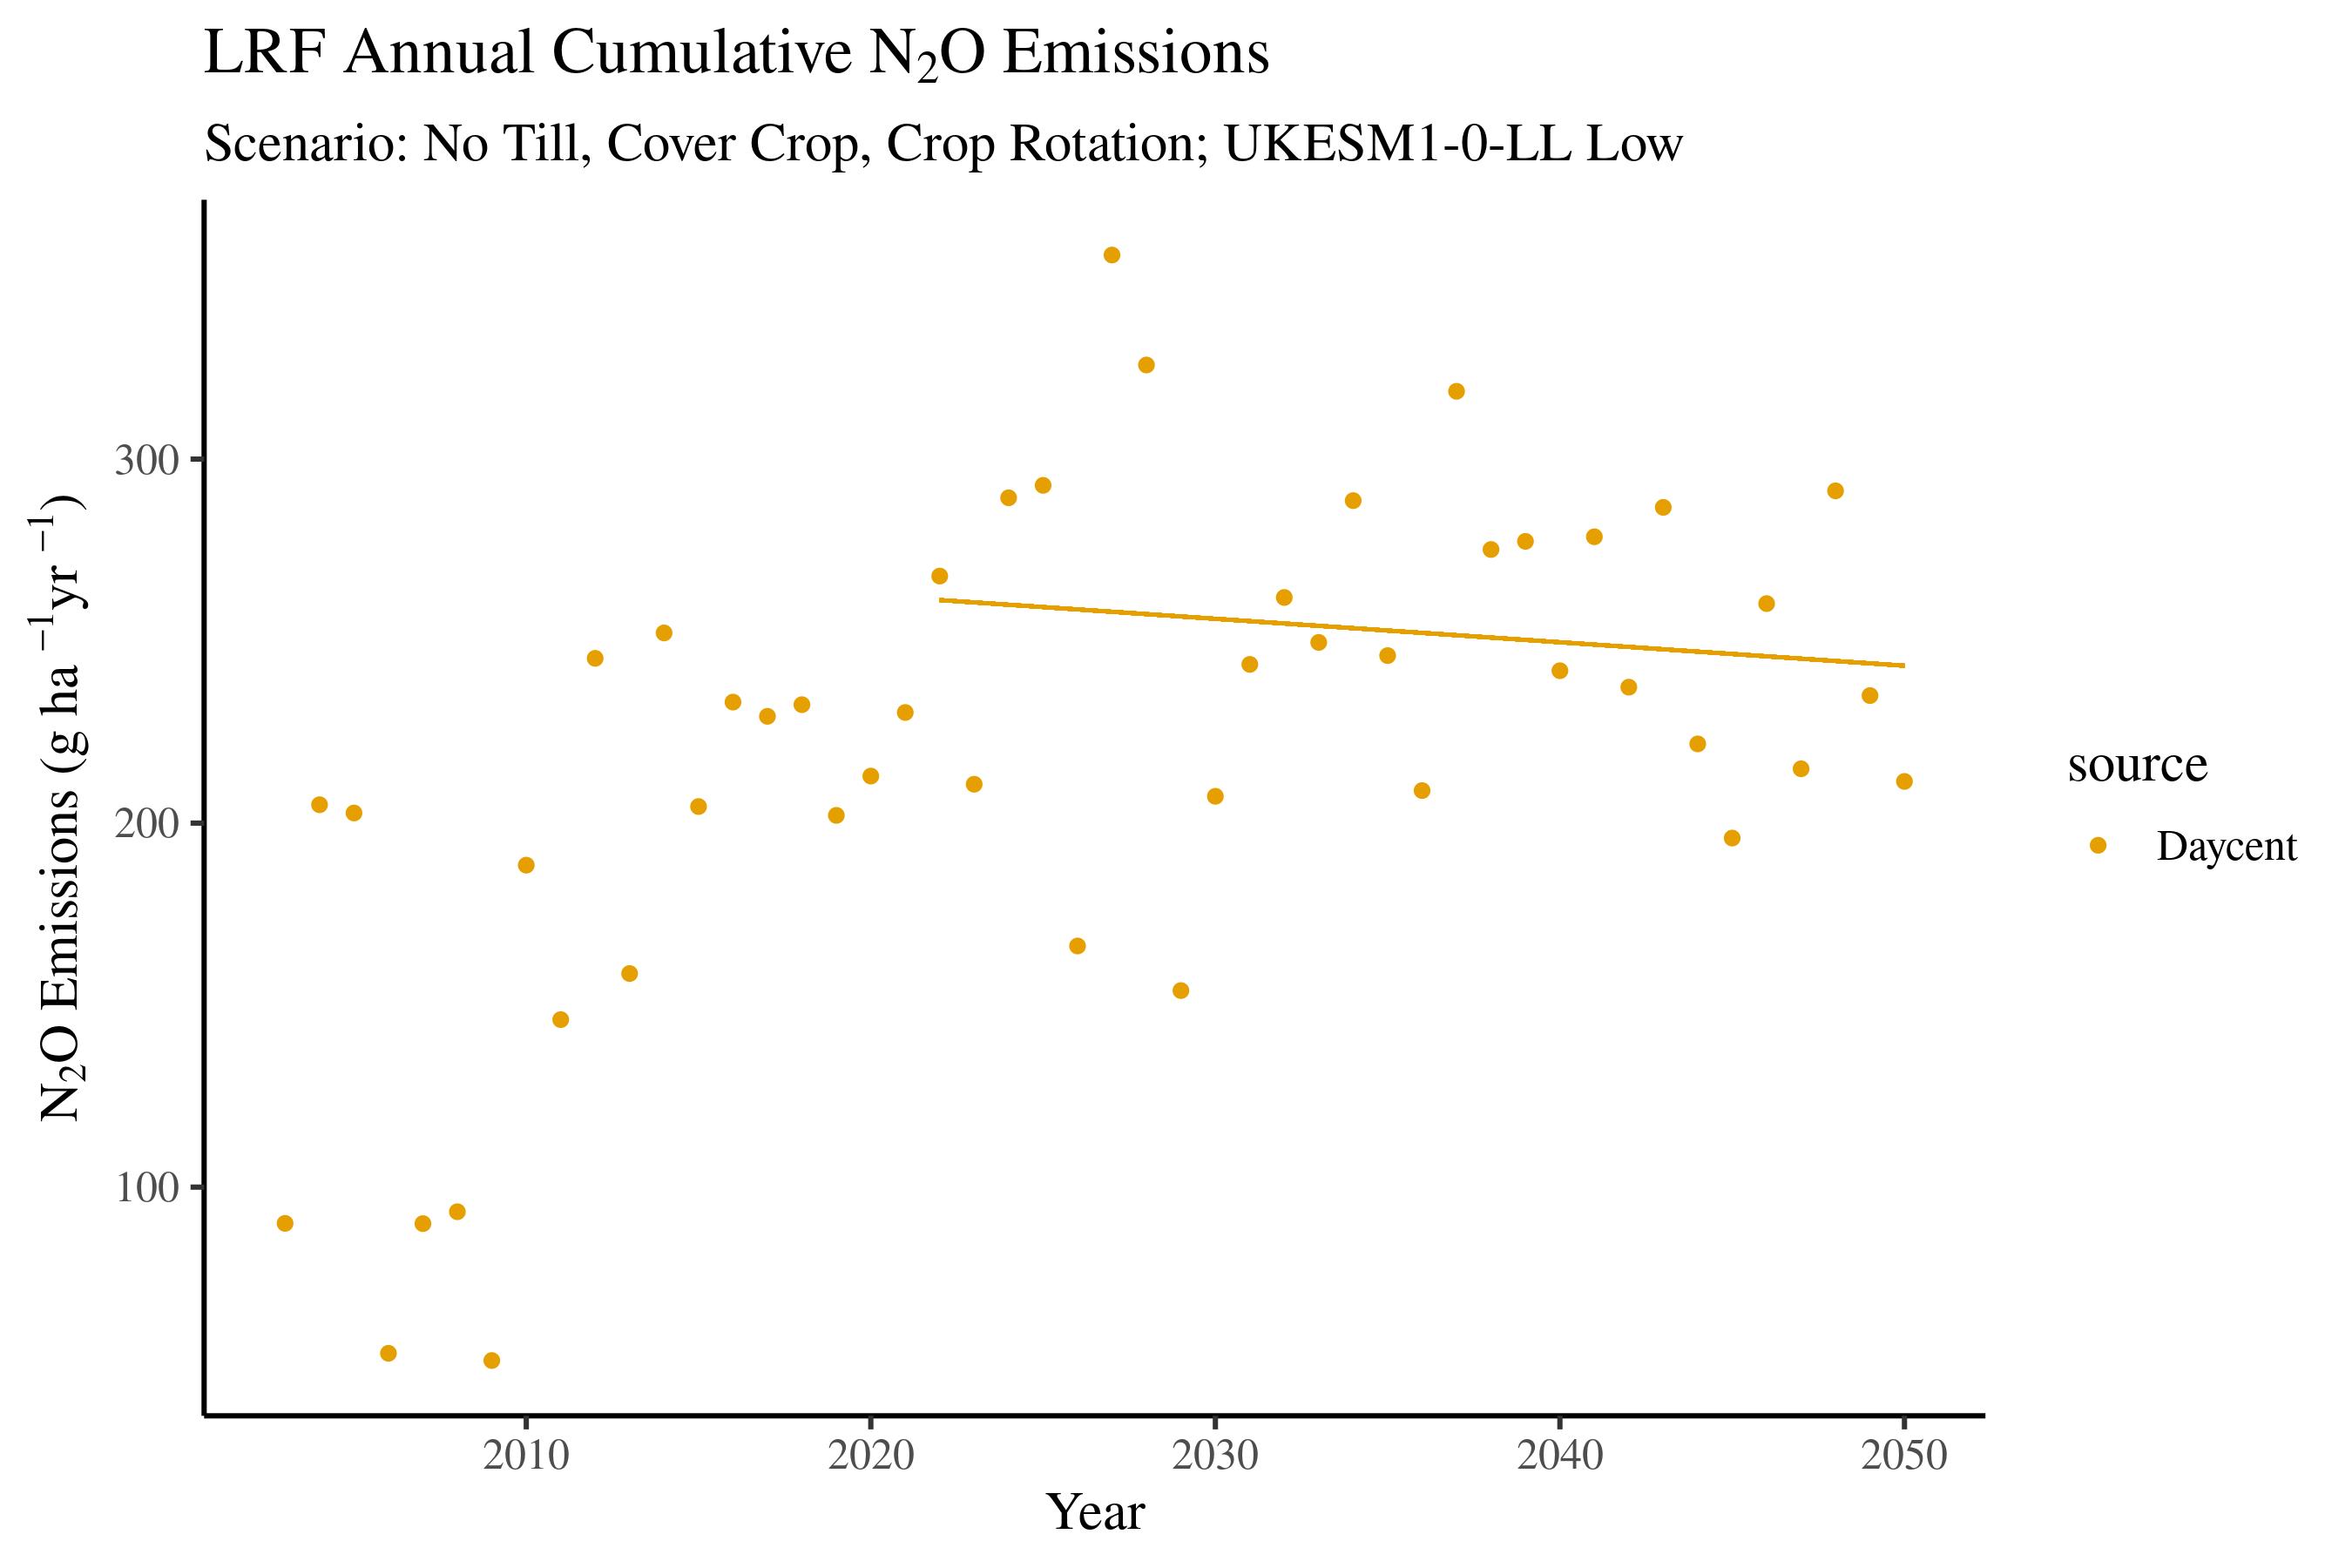 LRF Annual Cumulative N₂O Emissions
Scenario: No Till, Cover Crop, Crop Rotation; UKESM1-0-LL Low
N₂O Emissions (g ha⁻¹yr⁻¹)
300
200
100
2010 2020 2030 2040 2050
Year
source
Daycent